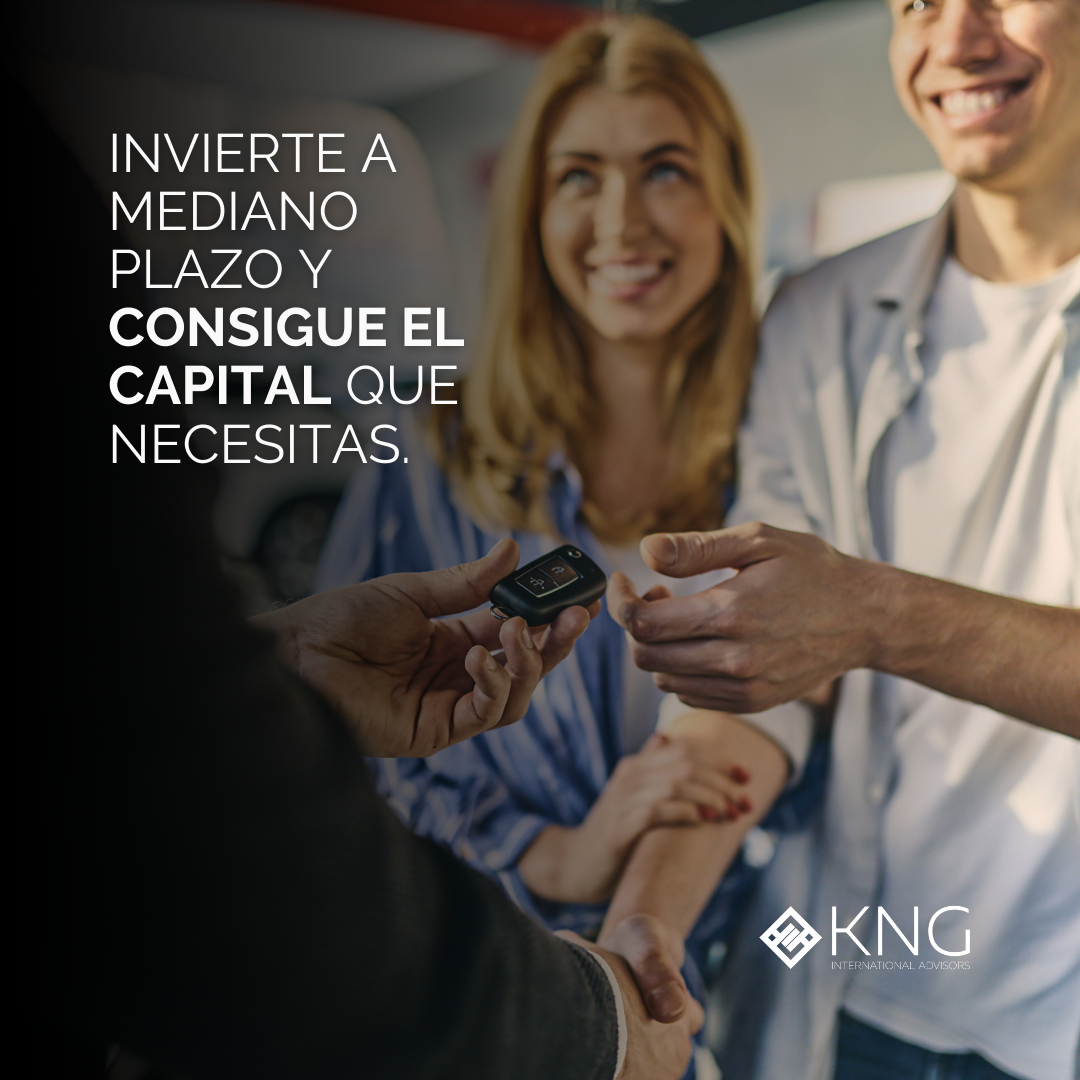 INVIERTE A
MEDIANO
PLAZO Y
CONSIGUE EL
CAPITAL QUE
NECESITAS.
KNG
INTERNATIONAL ADVISORS